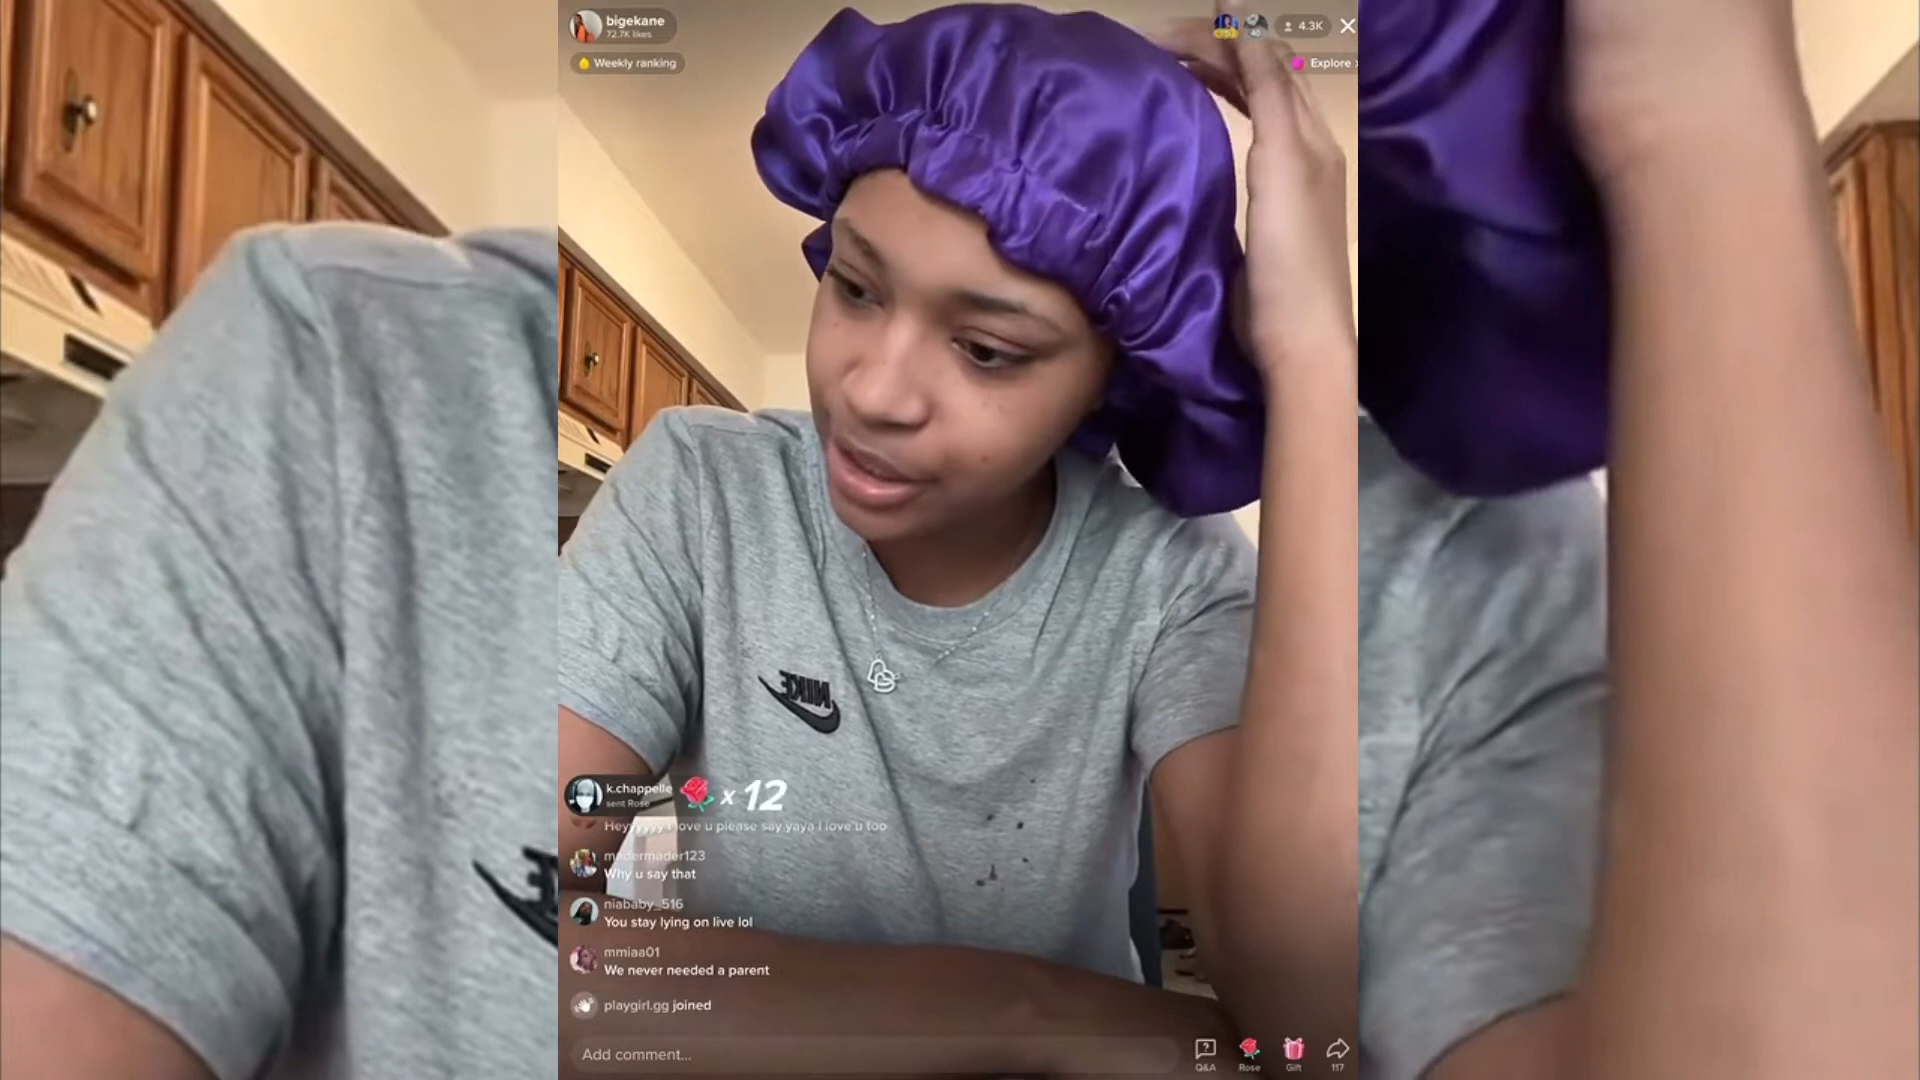 bigekane
72.7K likes
4.3K
Weekly ranking
Explore
NIKE
k.chappelle
sent Rose
x 12
Heyyyyyy I love u please say yaya I love u too
madermader123
Why u say that
niababy_516
You stay lying on live lol
mmiaa01
We never needed a parent
playgirl.gg joined
Add comment...
Q&A
Rose
Gift
117